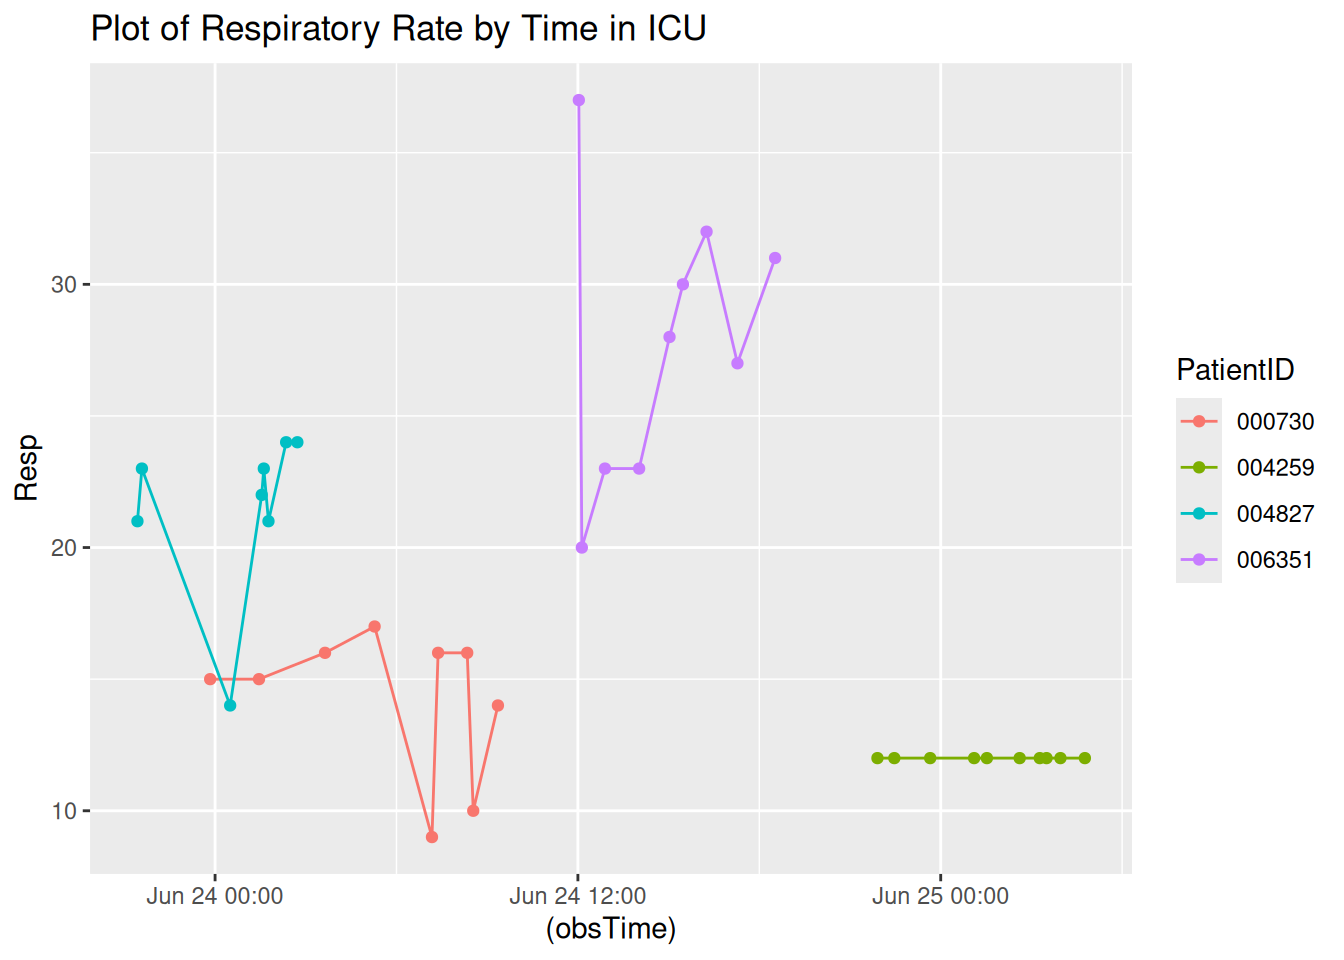 Plot of Respiratory Rate by Time in ICU
30
20
10
Resp
Jun 24 00:00
Jun 24 12:00
Jun 25 00:00
(obsTime)
PatientID
000730
004259
004827
006351